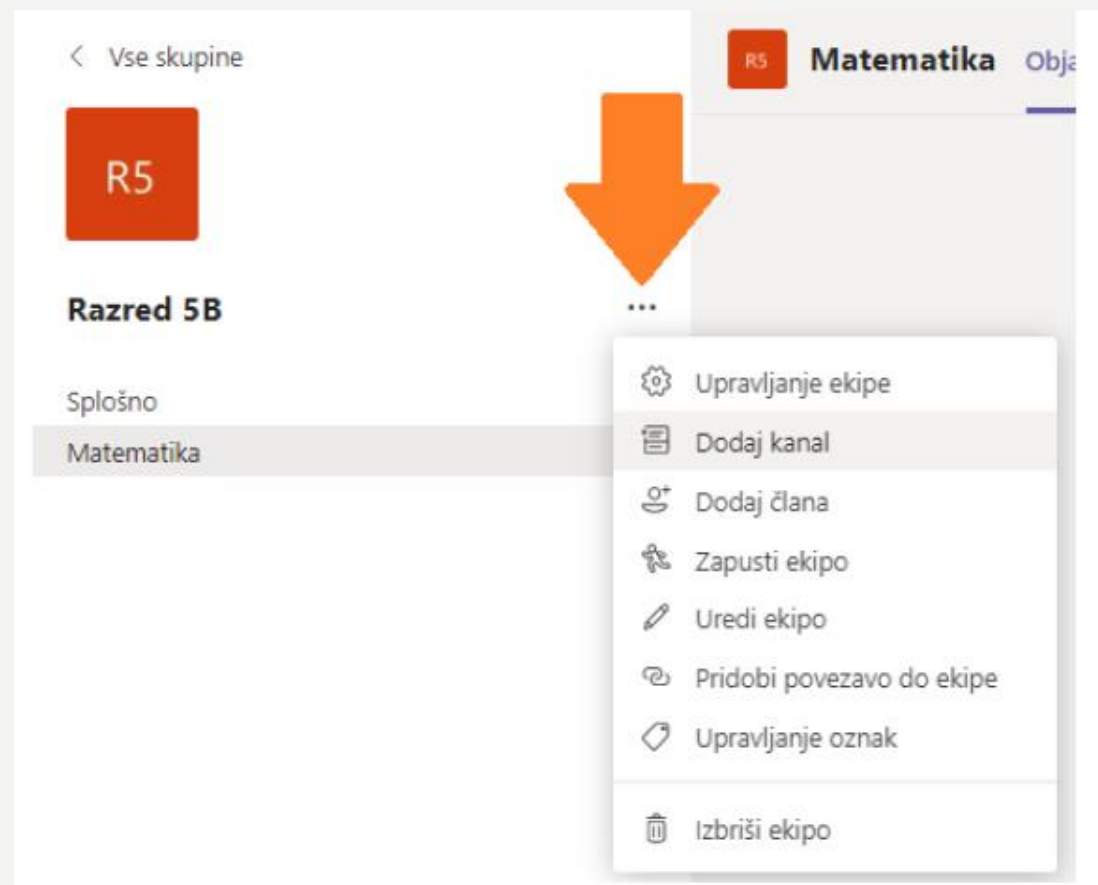 Vse skupine
R5
Razred 5B
Splošno
Matematika
R5 Matematika Obja
Upravljanje ekipe
Dodaj kanal
Dodaj člana
Zapusti ekipo
Uredi ekipo
Pridobi povezavo do ekipe
Upravljanje oznak
Izbriši ekipo